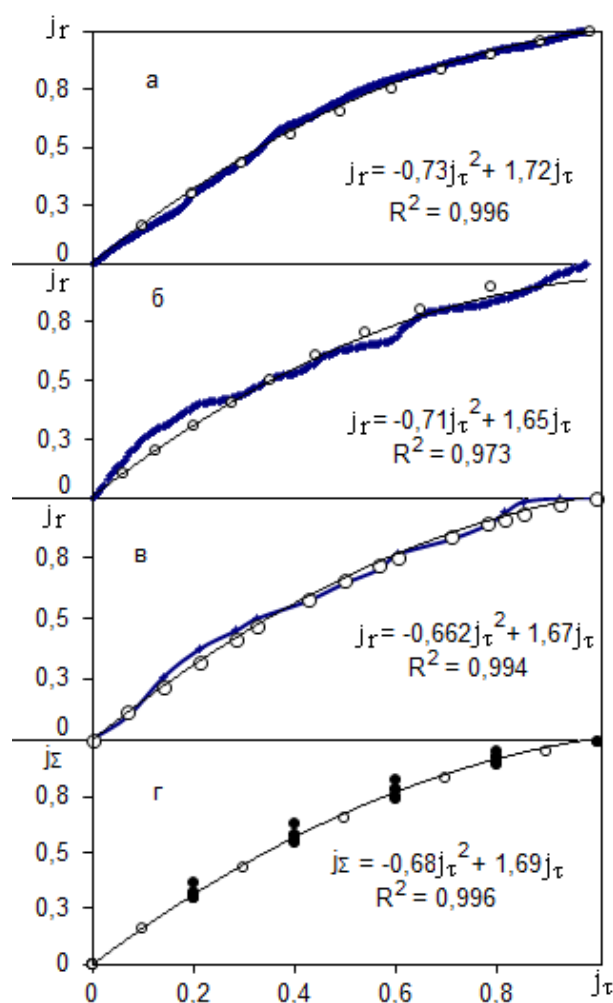 jr
а
0,8
0,5
0,3
0
jr = -0,73jτ² + 1,72jτ
R² = 0,996
jr
б
0,8
0,5
0,3
0
jr = -0,71jτ² + 1,65jτ
R² = 0,973
jr
в
0,8
0,5
0,3
0
jr = -0,662jτ² + 1,67jτ
R² = 0,994
jΣ
г
0,8
0,5
0,3
0
jΣ = -0,68jτ² + 1,69jτ
R² = 0,996
0 0.2 0.4 0.6 0.8 jτ